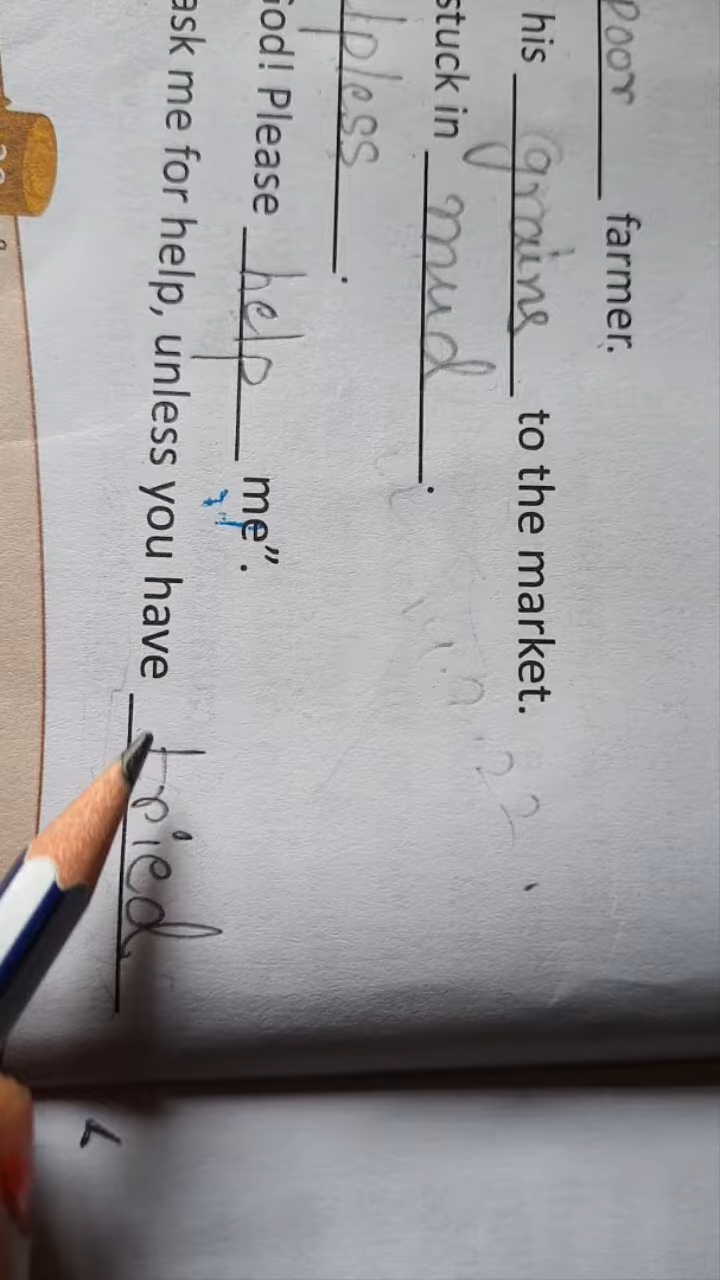 poor farmer.
his grains to the market.
stuck in mud.
lpless.
God! Please help me".
ask me for help, unless you have tried